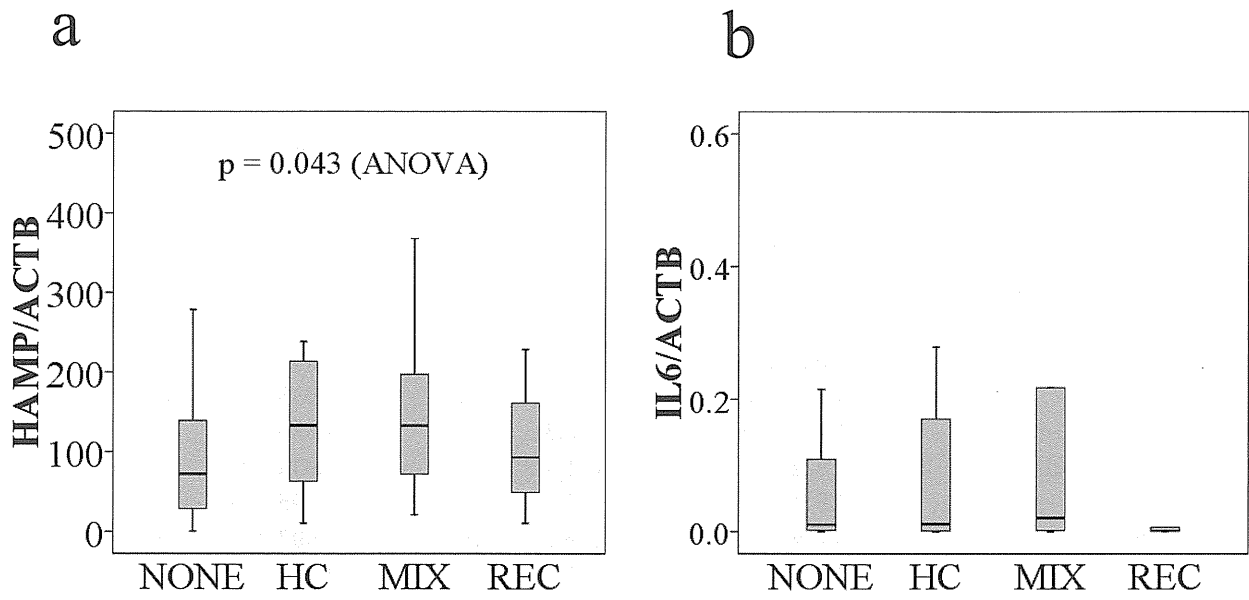 a
b
p = 0.043 (ANOVA)
HAMP/ACTB
500
400
300
200
100
0
NONE HC MIX REC
IL6/ACTB
0.6
0.4
0.2
0.0
NONE HC MIX REC